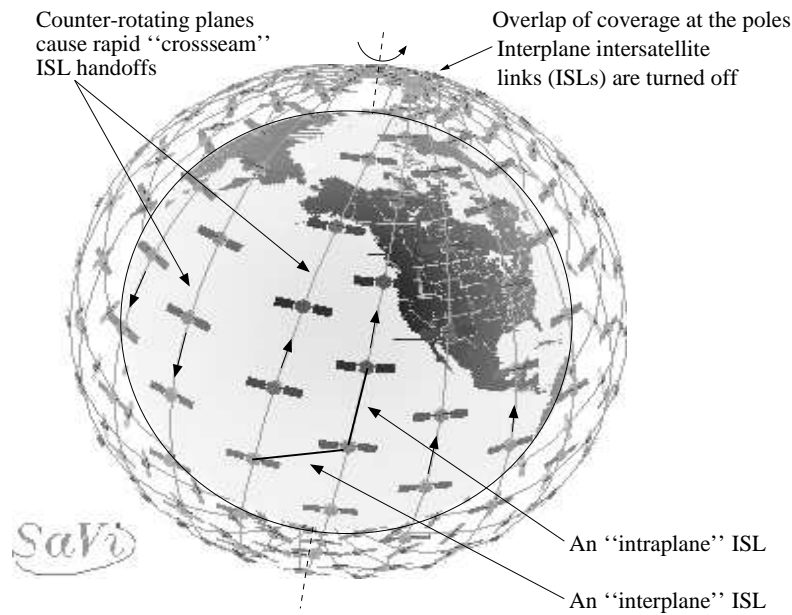 Counter-rotating planes
cause rapid ‘‘crossseam’’
ISL handoffs
Overlap of coverage at the poles
Interplane intersatellite
links (ISLs) are turned off
SaVi
An ‘‘intraplane’’ ISL
An ‘‘interplane’’ ISL